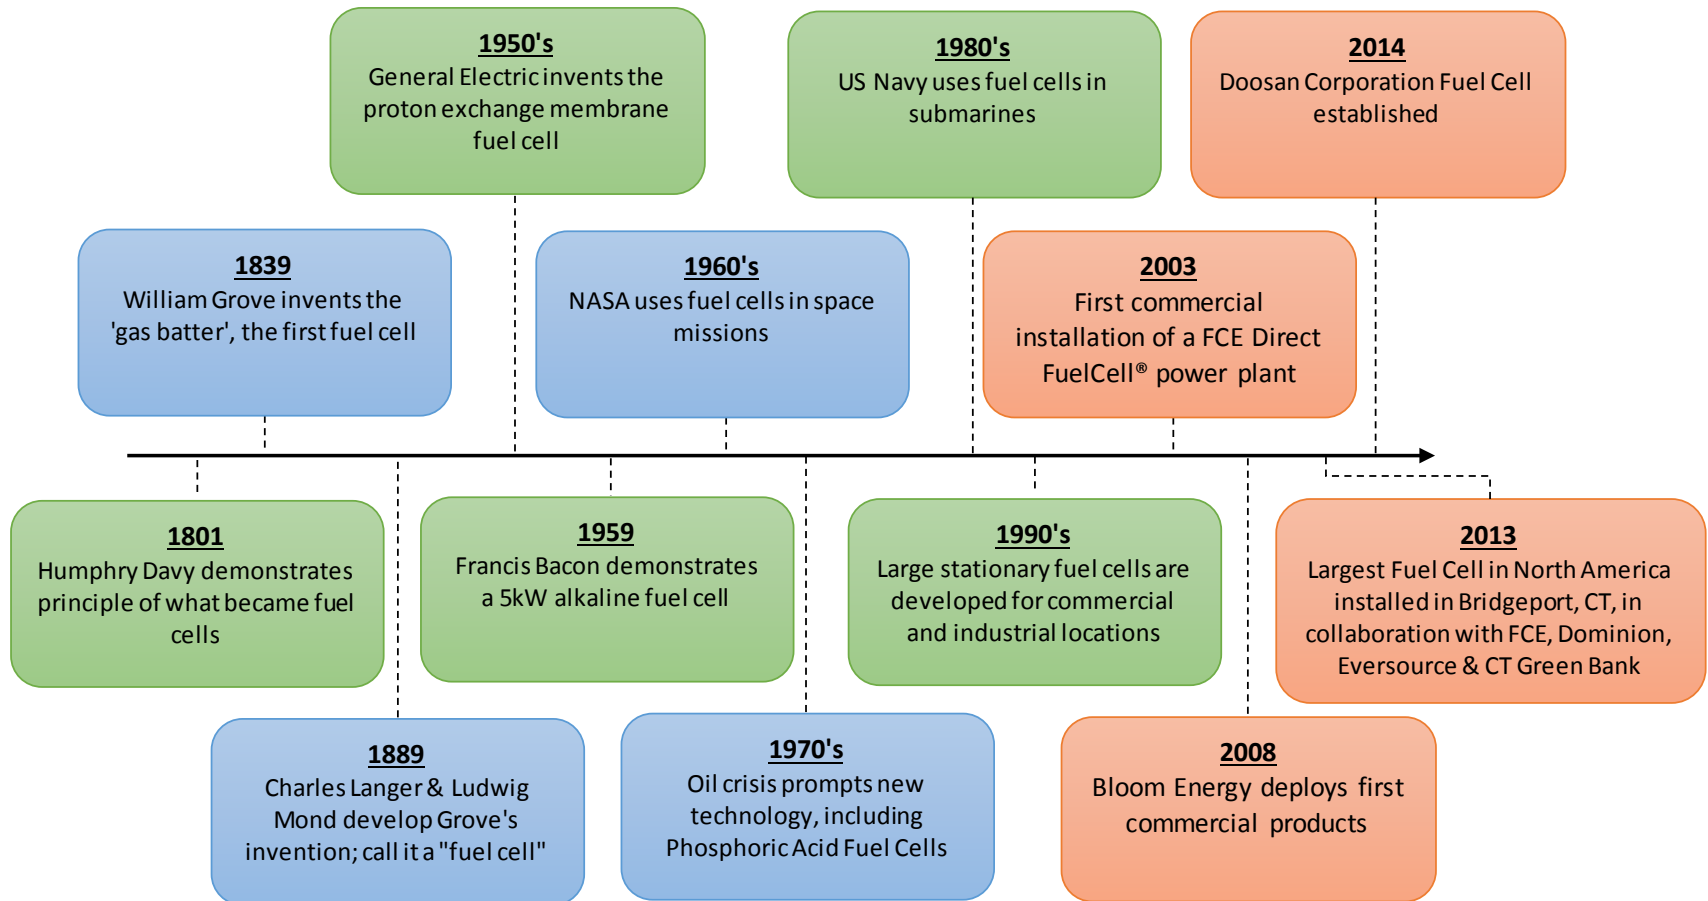 1950's
General Electric invents the
proton exchange membrane
fuel cell
1980's
US Navy uses fuel cells in
submarines
2014
Doosan Corporation Fuel Cell
established
1839
William Grove invents the
'gas batter', the first fuel cell
1960's
NASA uses fuel cells in space
missions
2003
First commercial
installation of a FCE Direct
FuelCell® power plant
1801
Humphry Davy demonstrates
principle of what became fuel
cells
1959
Francis Bacon demonstrates
a 5kW alkaline fuel cell
1990's
Large stationary fuel cells are
developed for commercial
and industrial locations
2013
Largest Fuel Cell in North America
installed in Bridgeport, CT, in
collaboration with FCE, Dominion,
Eversource & CT Green Bank
1889
Charles Langer & Ludwig
Mond develop Grove's
invention; call it a "fuel cell"
1970's
Oil crisis prompts new
technology, including
Phosphoric Acid Fuel Cells
2008
Bloom Energy deploys first
commercial products